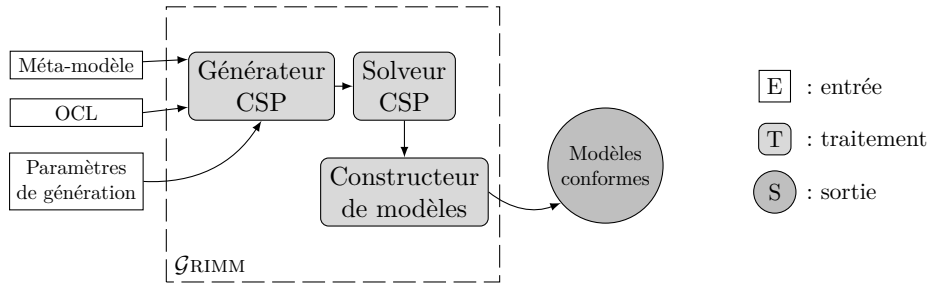 Méta-modèle
OCL
Paramètres
de génération
Générateur
CSP
Solveur
CSP
Constructeur
de modèles
GRIMM
Modèles
conformes
E : entrée
T : traitement
S : sortie